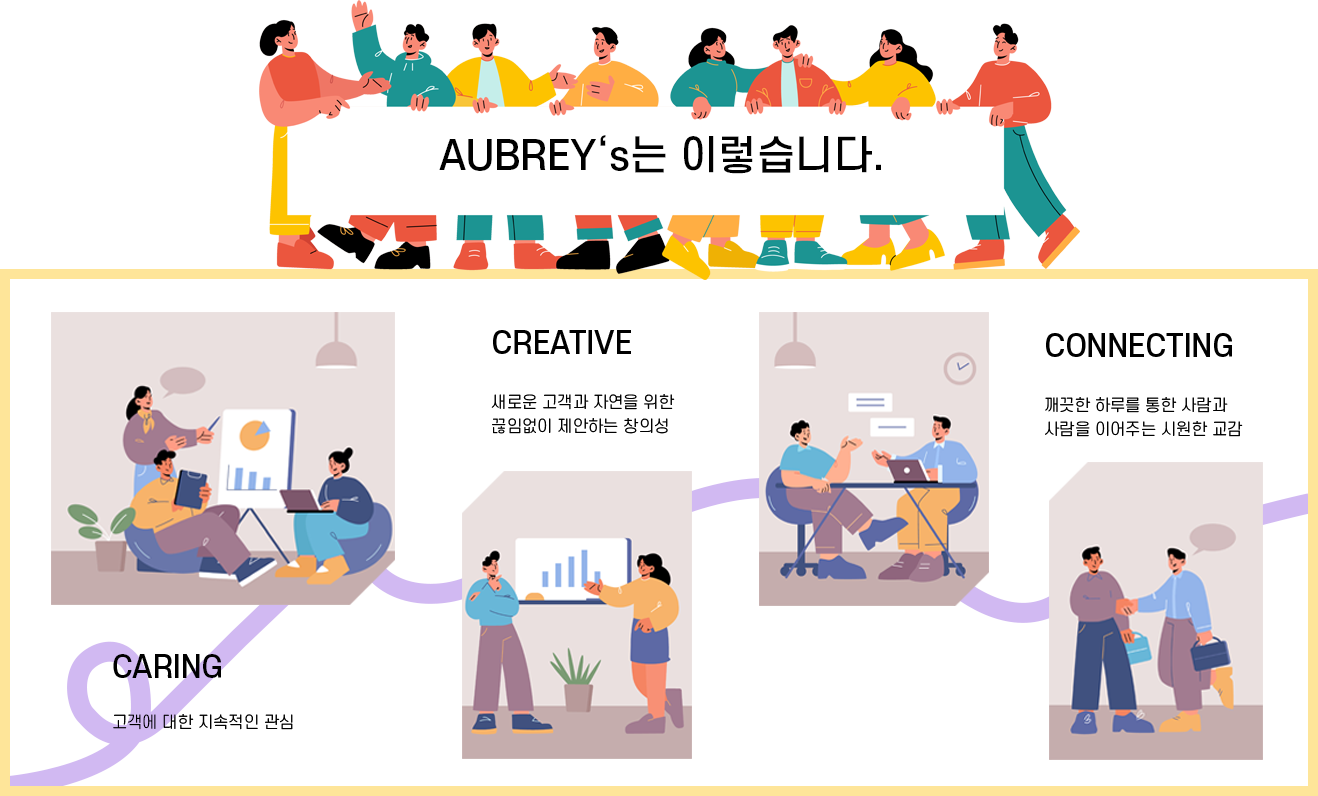 AUBREY‘s는 이렇습니다.
CARING
고객에 대한 지속적인 관심
CREATIVE
새로운 고객과 자연을 위한
끊임없이 제안하는 창의성
CONNECTING
깨끗한 하루를 통한 사람과
사람을 이어주는 시원한 교감